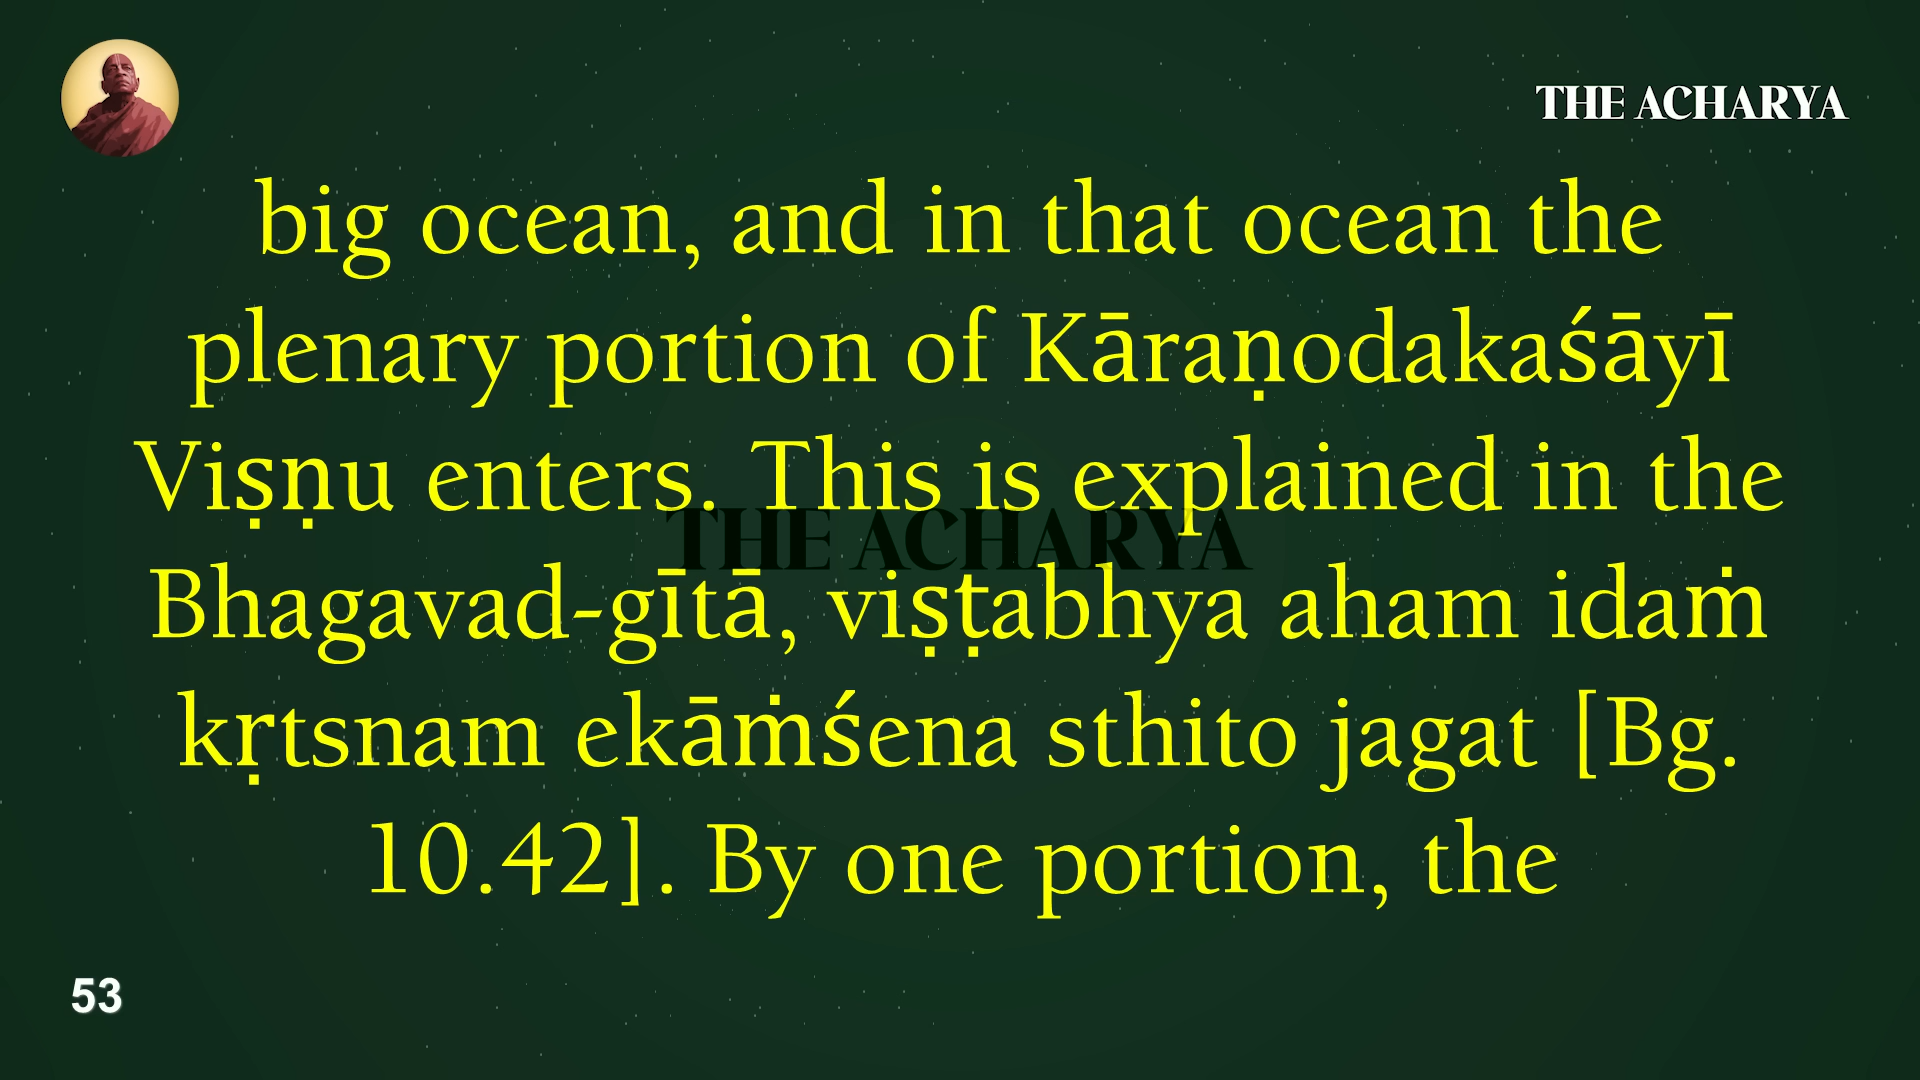 THE ACHARYA
big ocean, and in that ocean the
plenary portion of Kāraṇodakaśāyī
Viṣṇu enters. This is explained in the
THE ACHARYA
Bhagavad-gītā, viṣṭabhya aham idaṁ
kṛtsnam ekāṁśena sthito jagat [Bg.
10.42]. By one portion, the
53